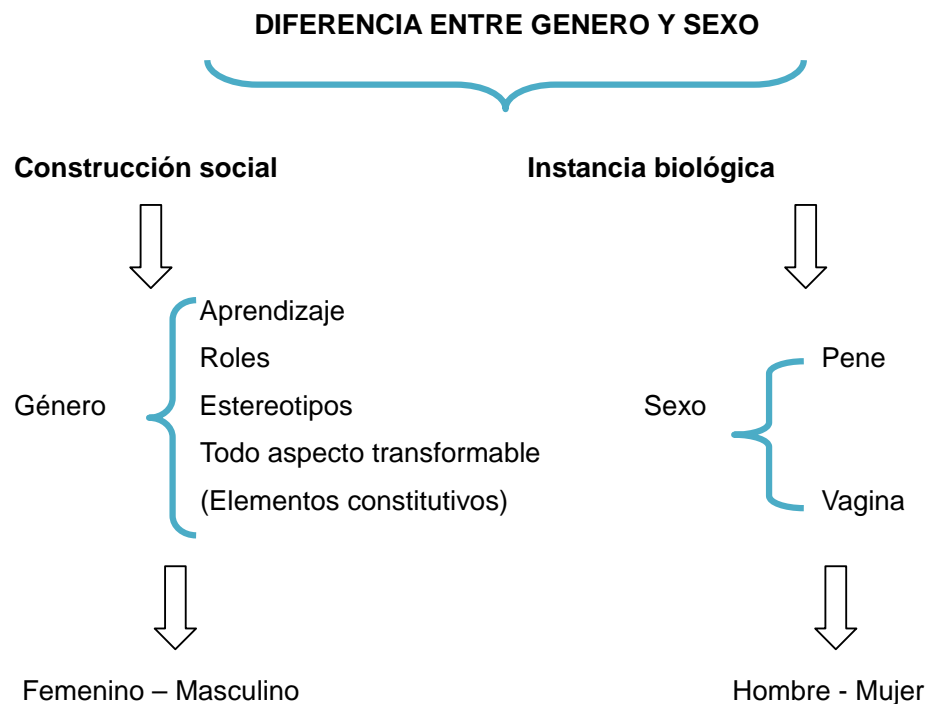 DIFERENCIA ENTRE GENERO Y SEXO
Construcción social
Instancia biológica
Género
Aprendizaje
Roles
Estereotipos
Todo aspecto transformable
(Elementos constitutivos)
Sexo
Pene
Vagina
Femenino – Masculino
Hombre - Mujer